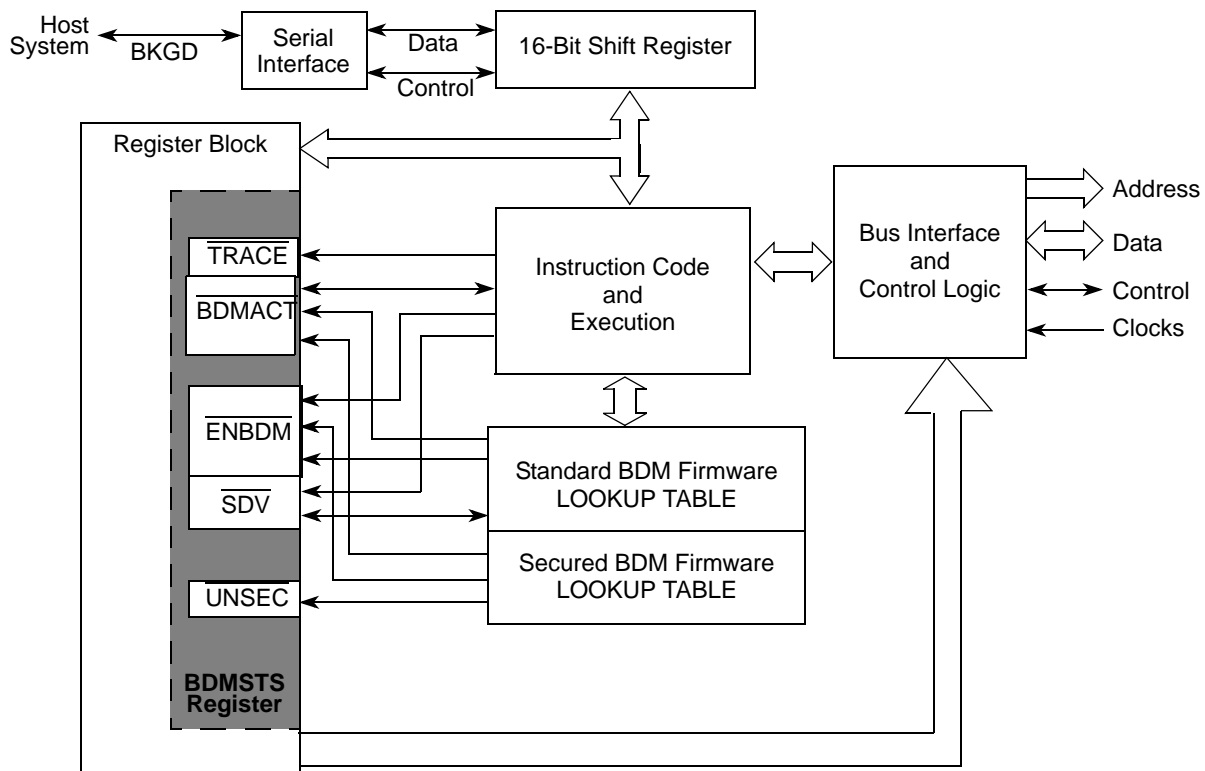 Host
System
BKGD
Serial
Interface
Data
Control
16-Bit Shift Register
Register Block
TRACE
BDMACT
ENBDM
SDV
UNSEC
BDMSTS
Register
Instruction Code
and
Execution
Standard BDM Firmware
LOOKUP TABLE
Secured BDM Firmware
LOOKUP TABLE
Bus Interface
and
Control Logic
Address
Data
Control
Clocks